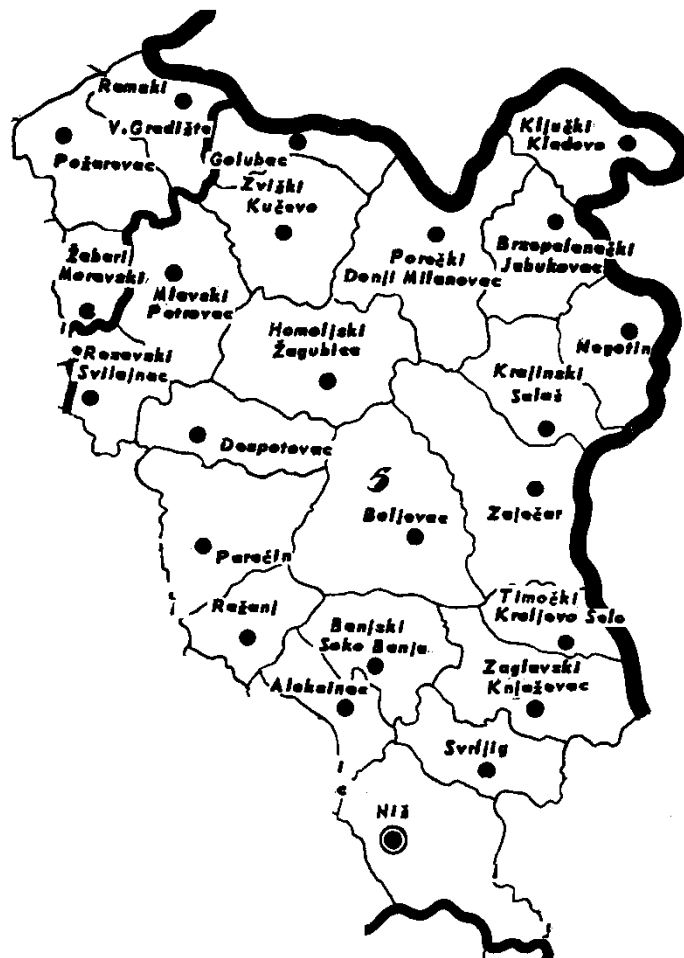 Ramski
V. Gradište
Požarevac
Golubac
Zviški
Kučevo
Ključki
Kladovo
Porečki
Donji Milanovac
Brzopalanački
Jabukovac
Žabari
Moravski
Mlavski
Petrovac
Homoljski
Žagubica
Negotin
Resavski
Svilajnac
Krajinski
Salaš
Despotovac
5
Boljevac
Zaječar
Paraćin
Ražanj
Timočki
Kraljevo Selo
Banjski
Soko Banja
Zaglavski
Knjaževac
Aleksinac
Svrljig
Niš